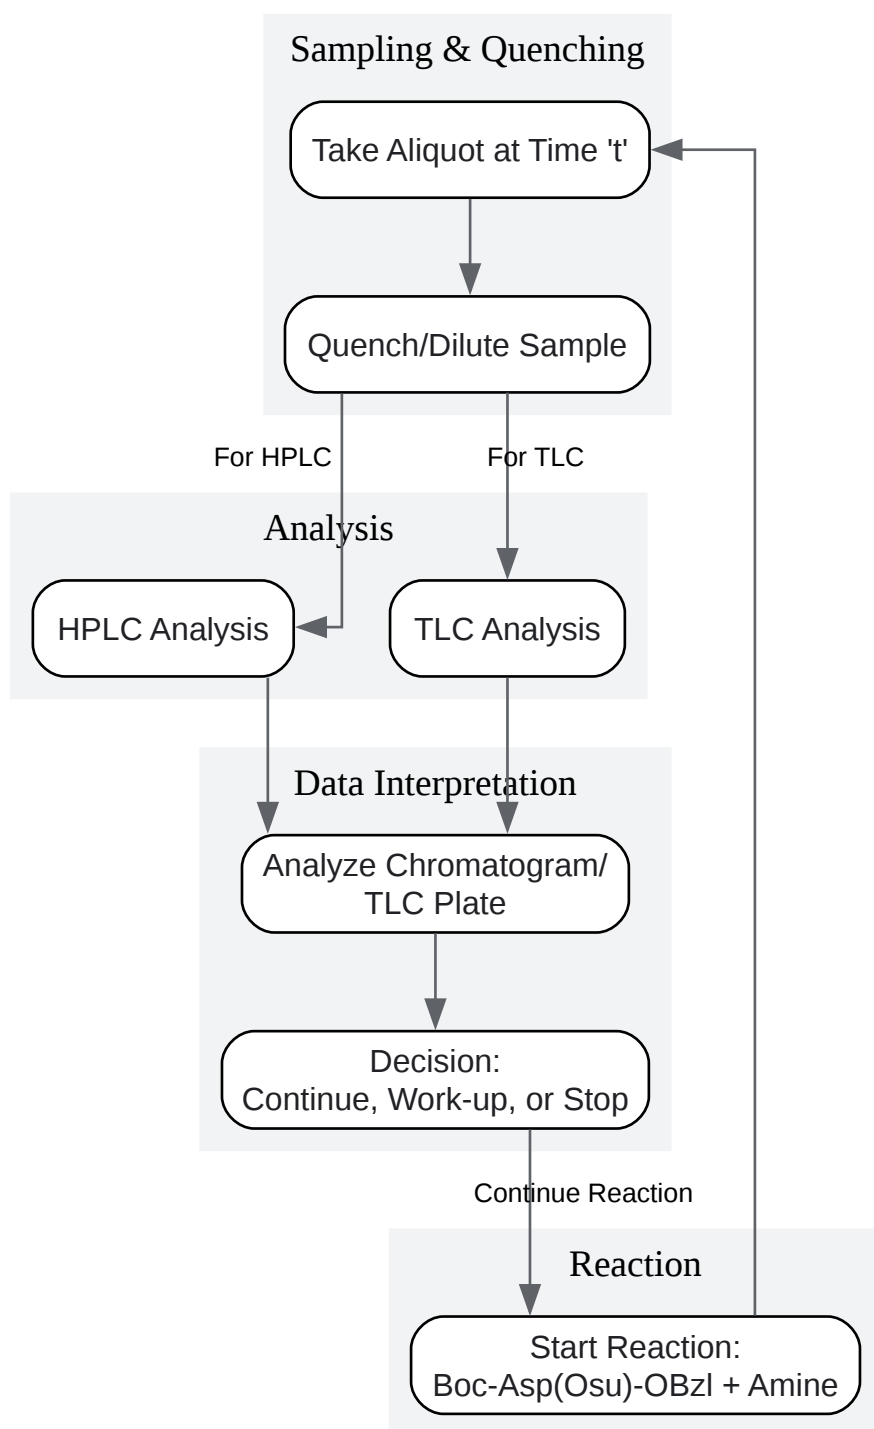 Sampling & Quenching
Take Aliquot at Time 't'
Quench/Dilute Sample
For HPLC
For TLC
Analysis
HPLC Analysis
TLC Analysis
Data Interpretation
Analyze Chromatogram/
TLC Plate
Decision:
Continue, Work-up, or Stop
Continue Reaction
Reaction
Start Reaction:
Boc-Asp(Osu)-OBzl + Amine